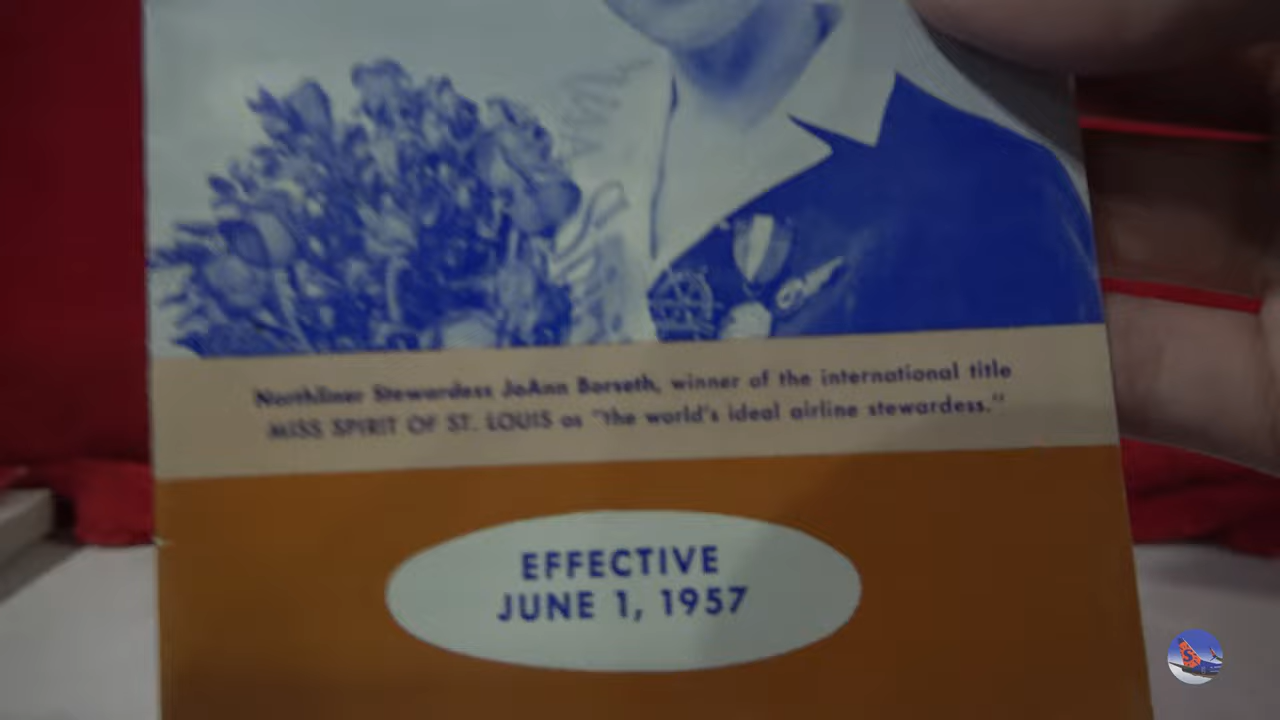 Northliner Stewardess JoAnn Borseth, winner of the international title
MISS SPIRIT OF ST. LOUIS as "the world's ideal airline stewardess."
EFFECTIVE
JUNE 1, 1957